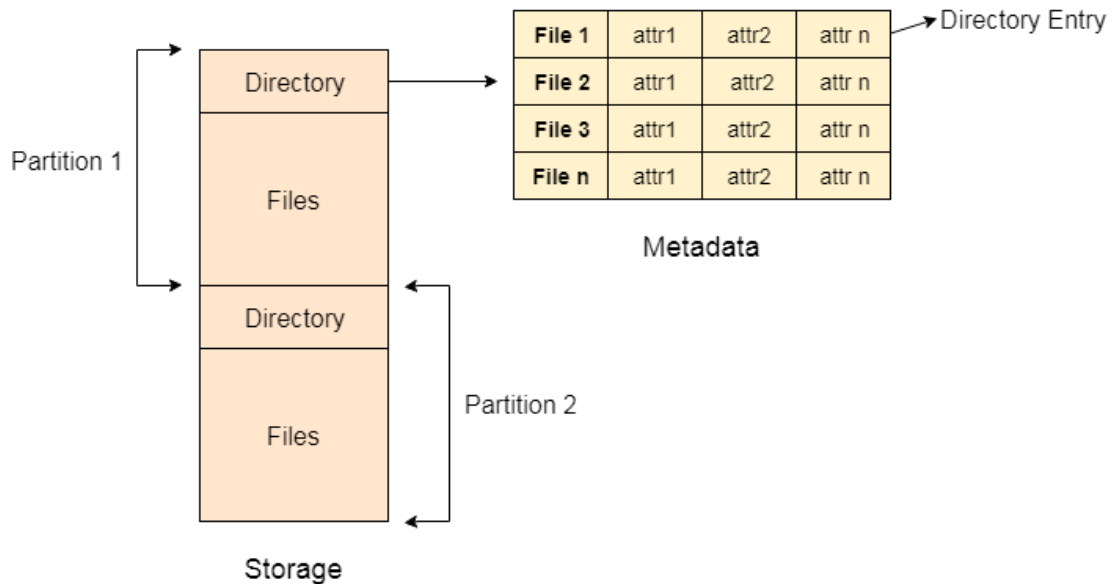 File 1 attr1 attr2 attr n
Directory Entry
File 2 attr1 attr2 attr n
File 3 attr1 attr2 attr n
File n attr1 attr2 attr n
Metadada
Directory
Partition 1
Files
Directory
Partition 2
Files
Storage